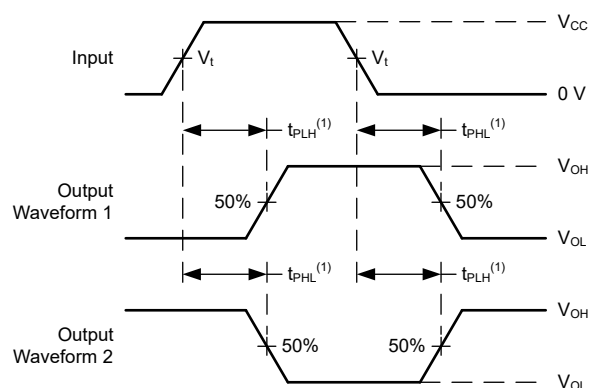 V_CC
Input
V_t
V_t
0 V
t_PLH^(1)
t_PHL^(1)
V_OH
Output
Waveform 1
50%
50%
V_OL
t_PHL^(1)
t_PLH^(1)
V_OH
Output
Waveform 2
50%
50%
V_OL